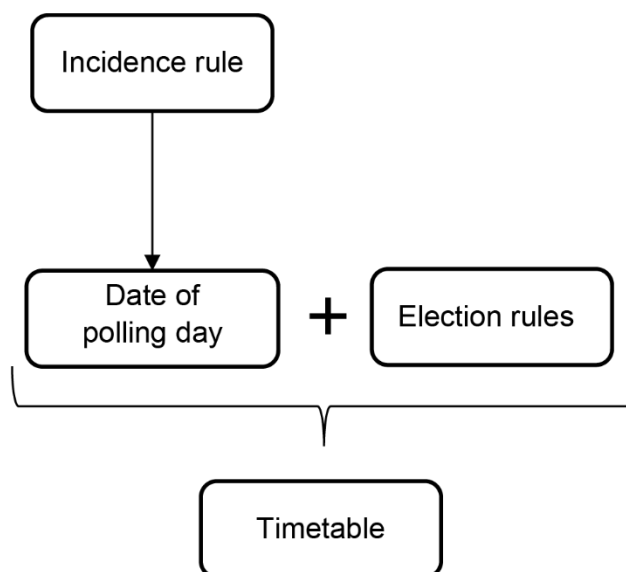 Incidence rule
Date of
polling day
+
Election rules
Timetable